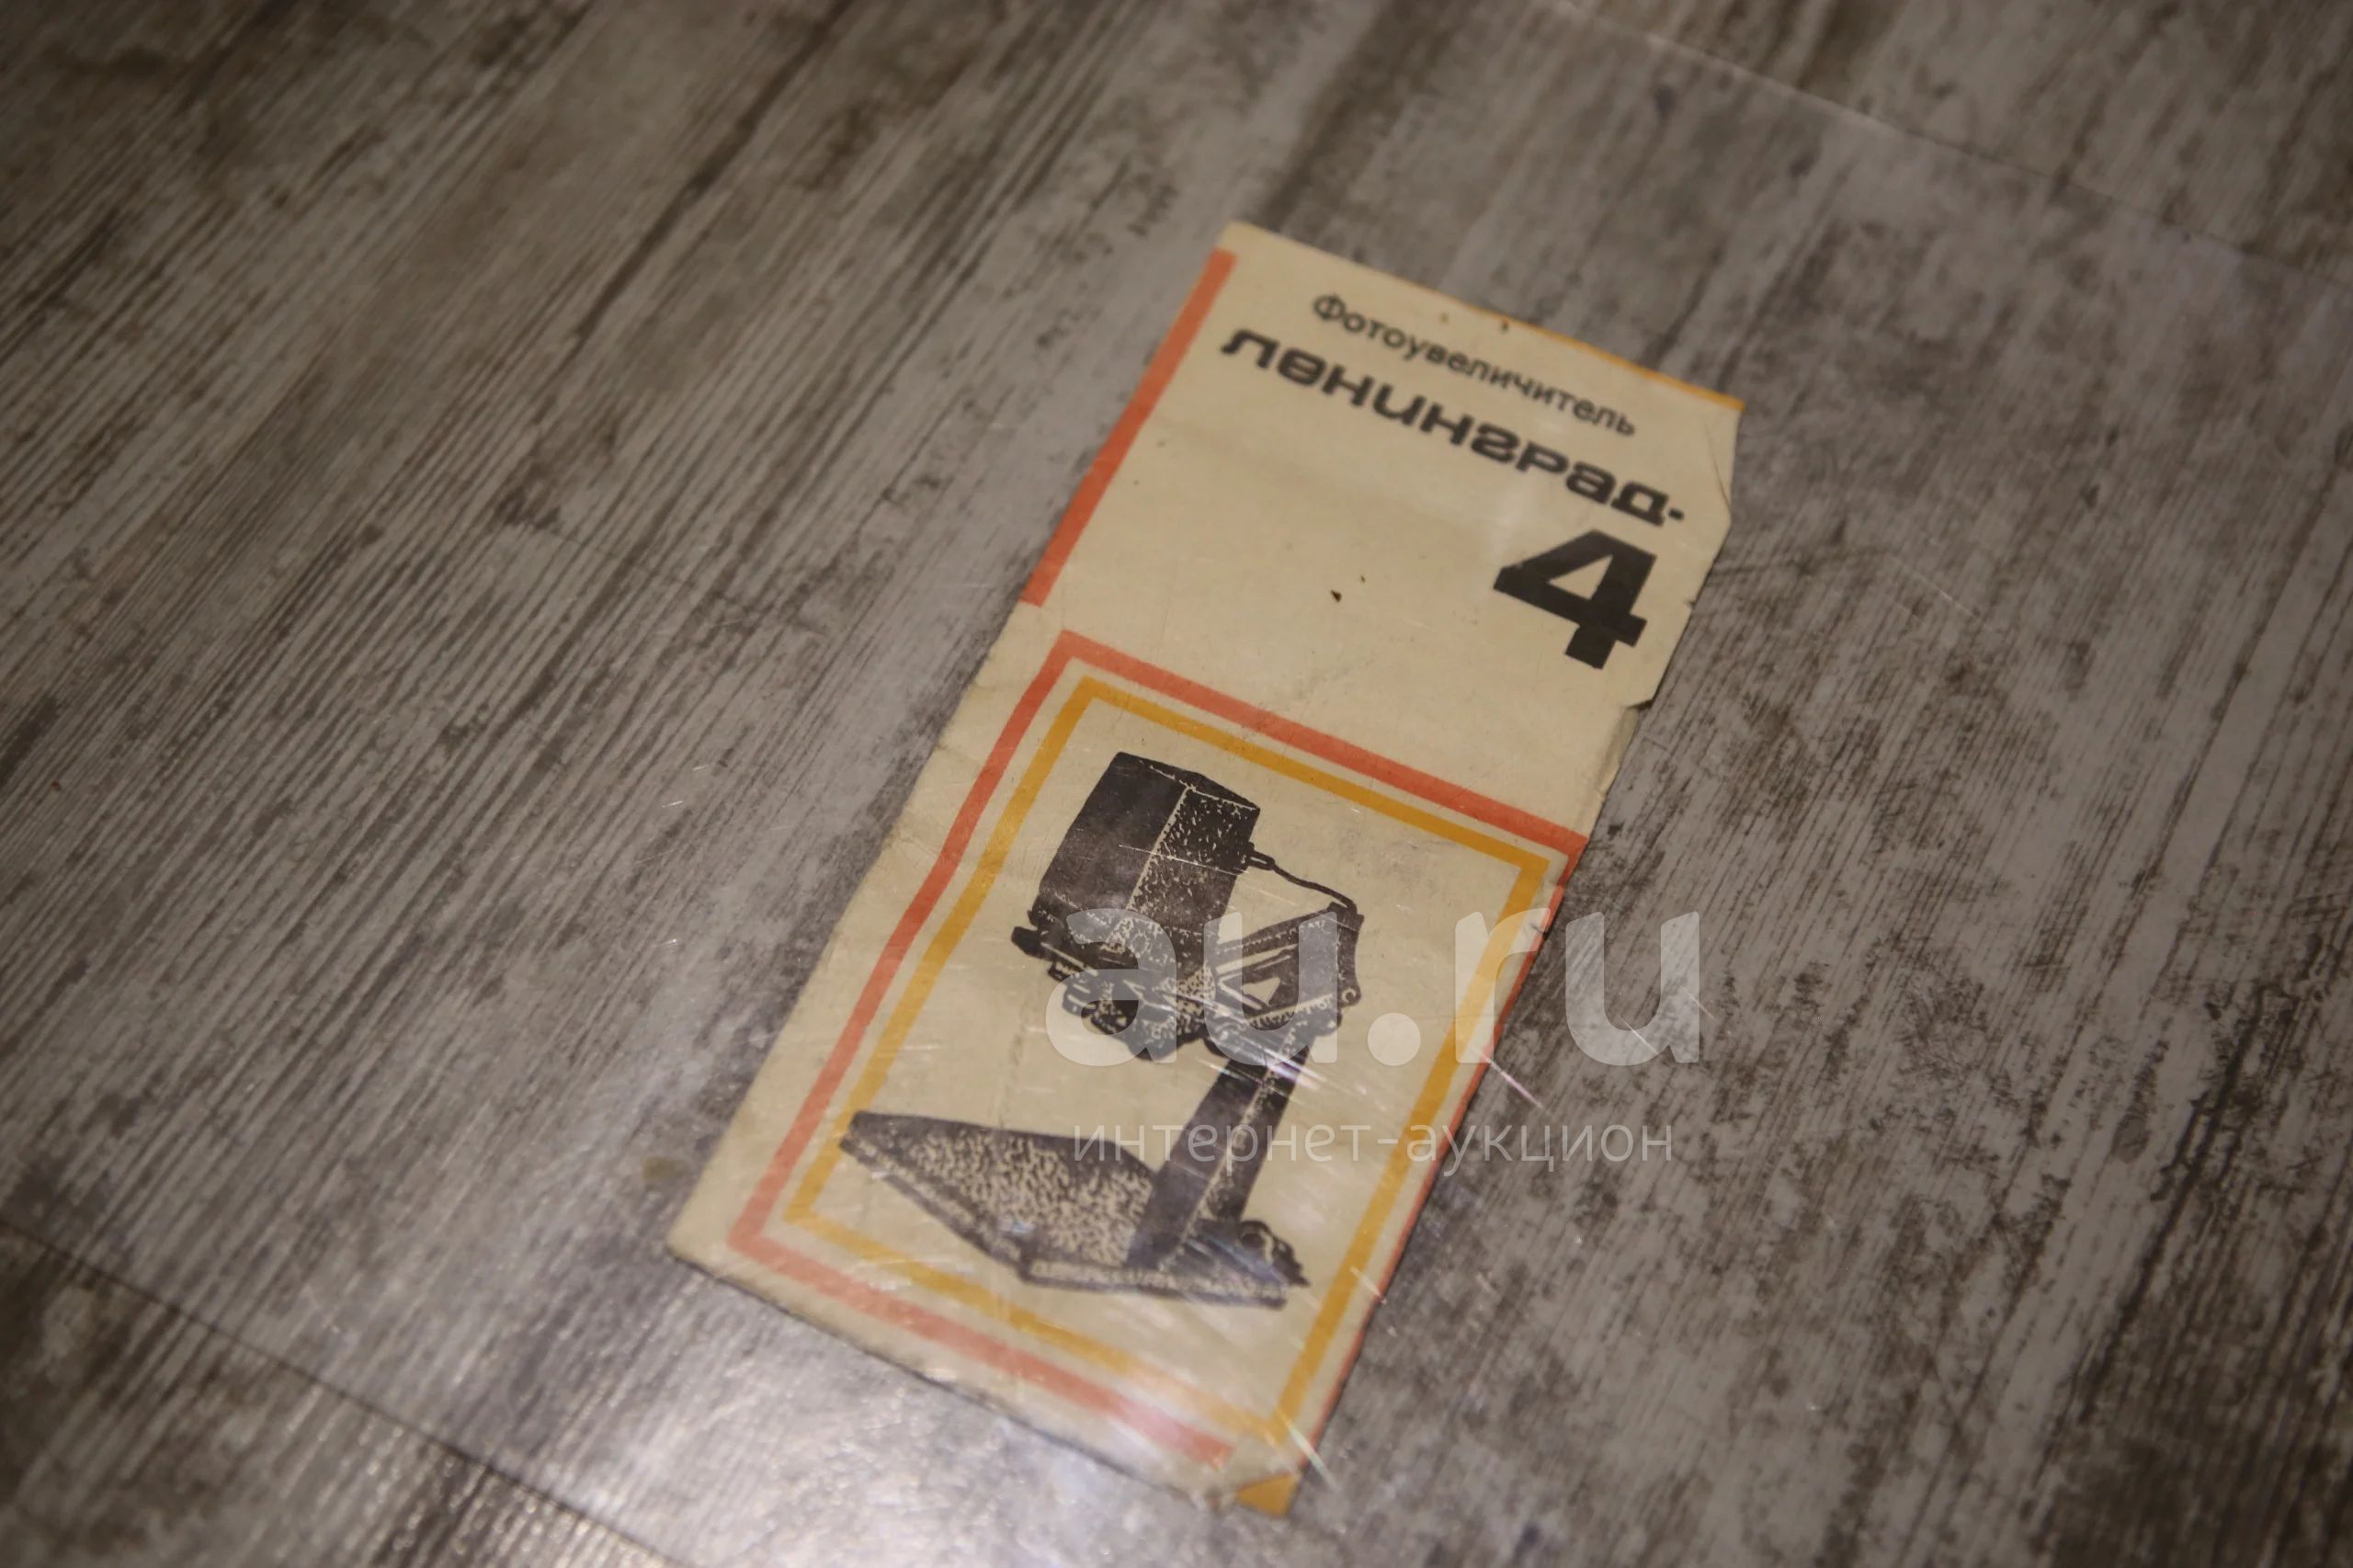 Фотоувеличитель
ленинград-
4
au.ru
интернет-аукцион